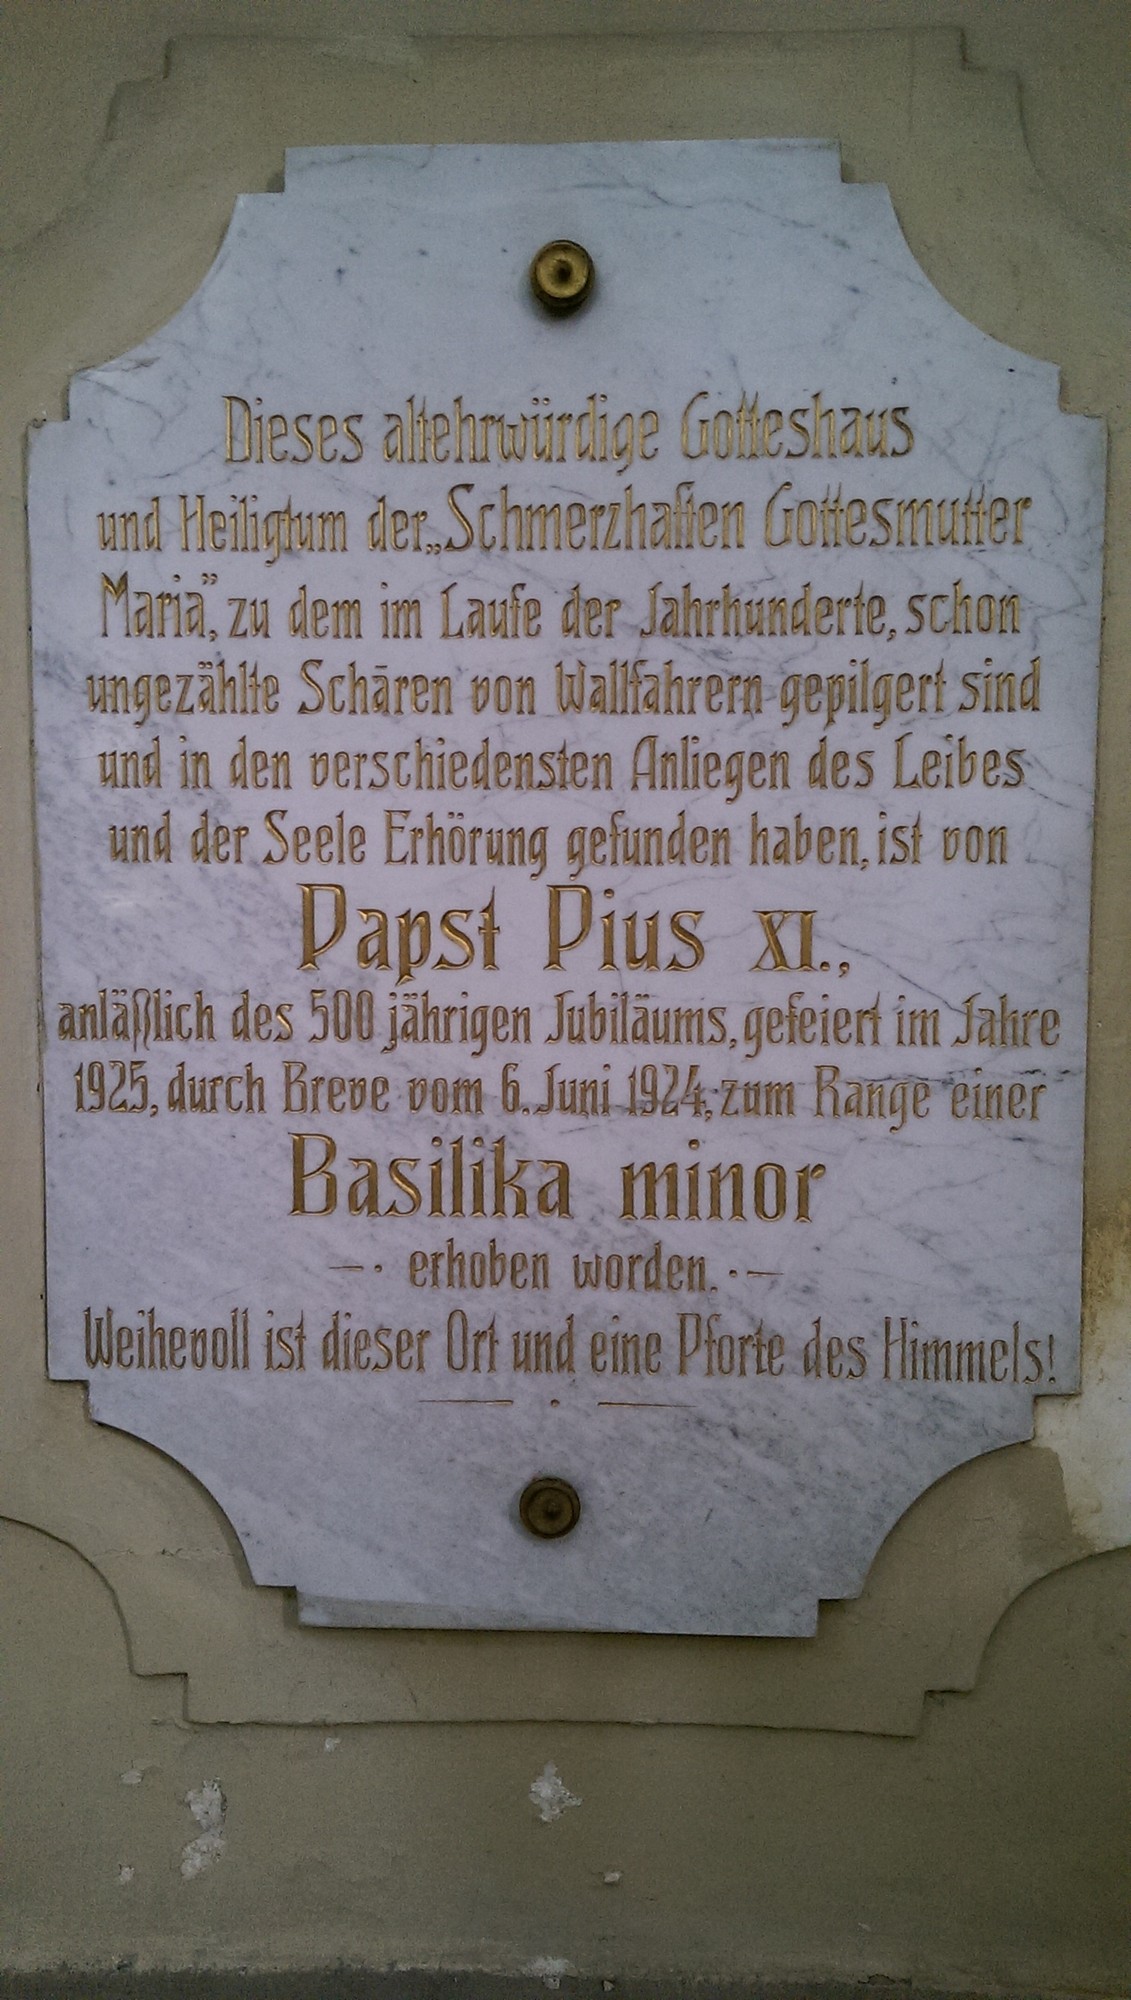 Dieses altehrwürdige Gotteshaus
und Heiligtum der „Schmerzhaften Gottesmutter
Maria”, zu dem im Laufe der Jahrhunderte, schon
ungezählte Schāren von Wallfahrern gepilgert sind
und in den verschiedensten Anliegen des Leibes
und der Seele Erhörung gefunden haben, ist von
Papst Pius XI.,
anläßlich des 500 jährigen Jubiläums, gefeiert im Jahre
1925, durch Breve vom 6. Juni 1924, zum Range einer
Basilika minor
—· erhoben worden. ·—
Weihevoll ist dieser Ort und eine Pforte des Himmels!